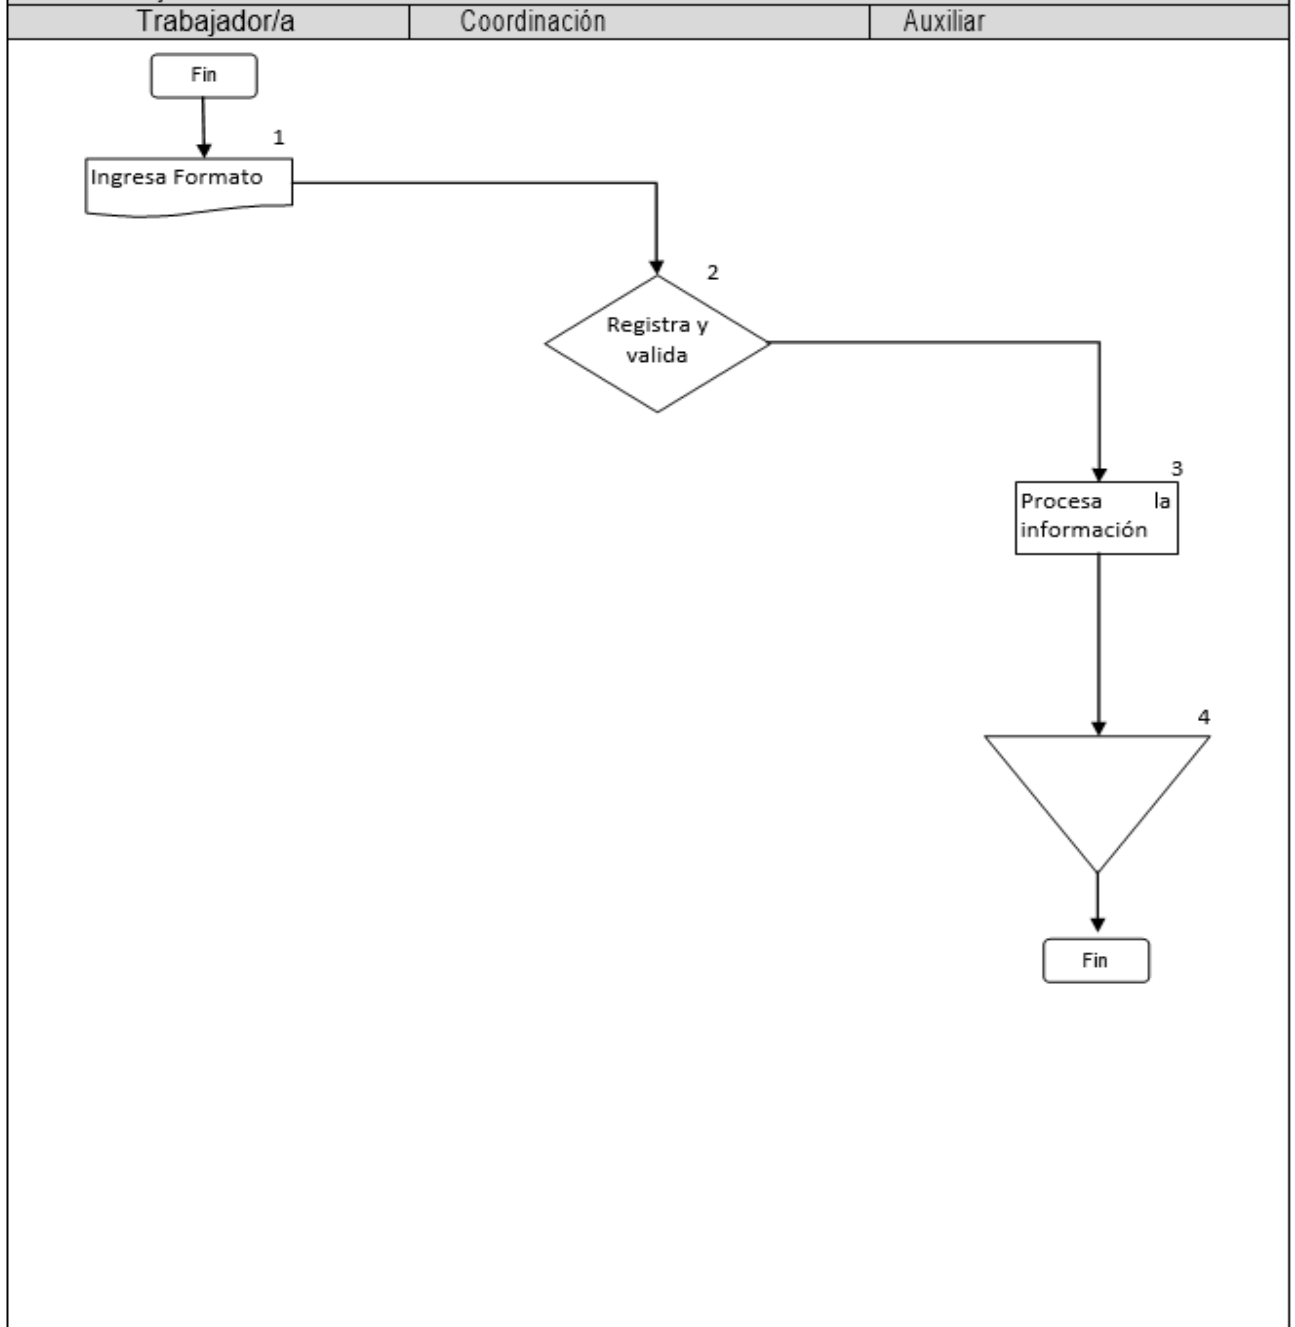 Trabajador/a
Coordinación
Auxiliar
Fin
1
Ingresa Formato
2
Registra y
valida
3
Procesa la
información
4
Fin